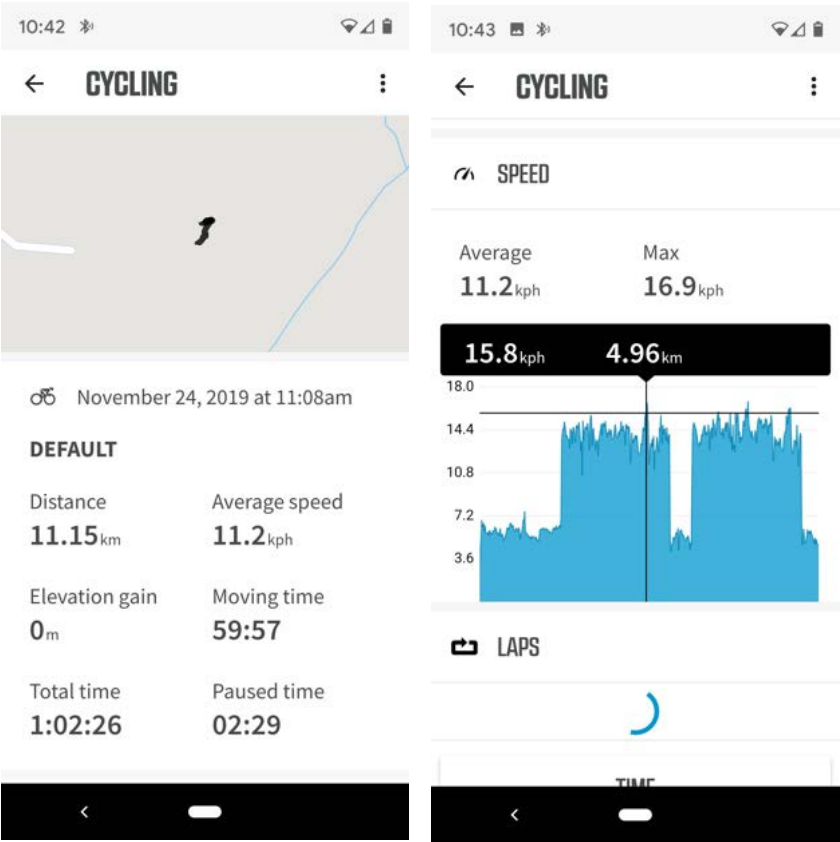 10:42
CYCLING
November 24, 2019 at 11:08am
DEFAULT
Distance Average speed
11.15km 11.2kph
Elevation gain Moving time
0m 59:57
Total time Paused time
1:02:26 02:29
10:43
CYCLING
SPEED
Average Max
11.2kph 16.9kph
15.8kph 4.96km
18.0
14.4
10.8
7.2
3.6
LAPS
TIME